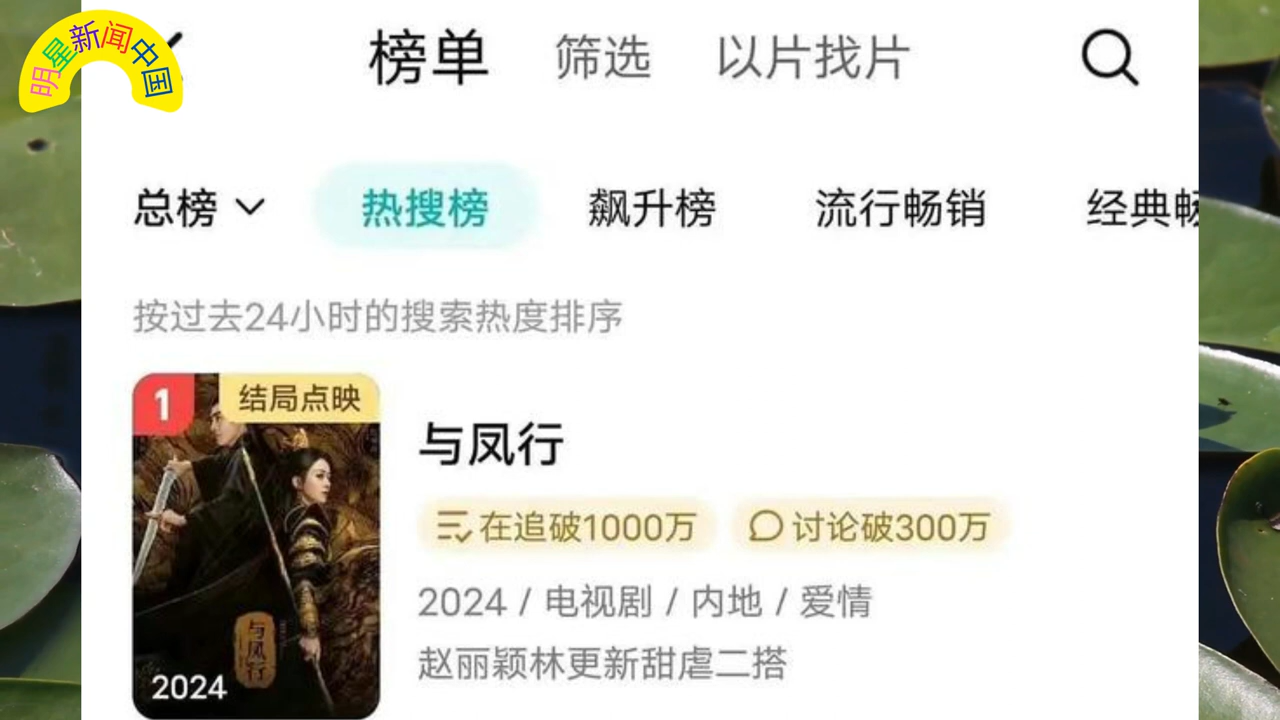 明星新闻中国
榜单 筛选 以片找片
总榜 热搜榜 飙升榜 流行畅销 经典畅
按过去24小时的搜索热度排序
1 结局点映
与凤行
在追破1000万 讨论破300万
2024 / 电视剧 / 内地 / 爱情
赵丽颖林更新甜虐二搭
与凤行
2024